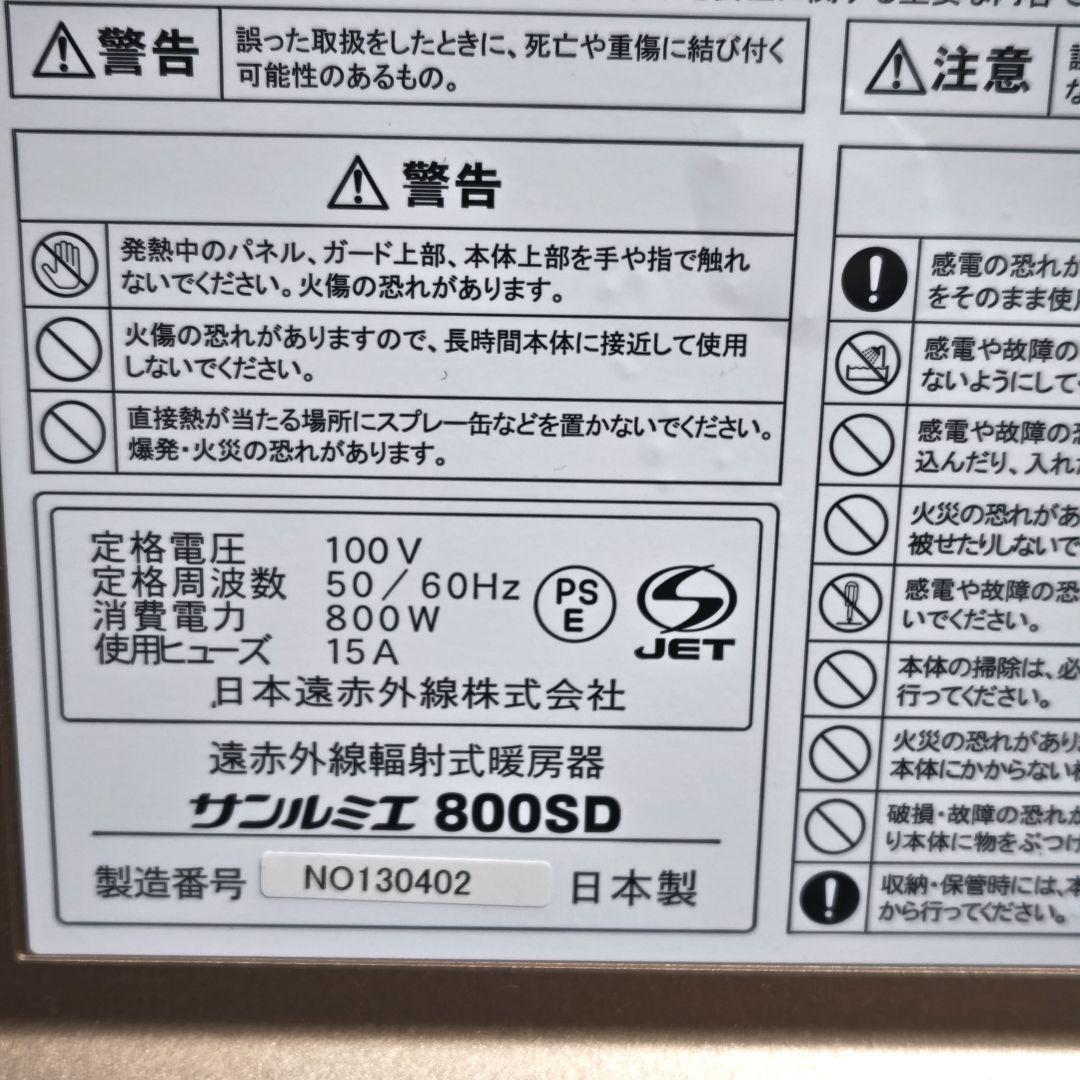 警告
誤った取扱をしたときに、死亡や重傷に結び付く
可能性のあるもの。
注意
警告
発熱中のパネル、ガード上部、本体上部を手や指で触れ
ないでください。火傷の恐れがあります。
火傷の恐れがありますので、長時間本体に接近して使用
しないでください。
直接熱が当たる場所にスプレー缶などを置かないでください。
爆発・火災の恐れがあります。
定格電圧 100V
定格周波数 50/60Hz
消費電力 800W
使用ヒューズ 15A
PS
E
JET
日本遠赤外線株式会社
遠赤外線輻射式暖房器
サンルミエ 800SD
製造番号 NO130402 日本製
感電の恐れが
をそのまま使用
感電や故障の
ないようにして
感電や故障の恐
込んだり、入れ
火災の恐れがあ
被せたりしないで
感電や故障の恐
いでください。
本体の掃除は、必
行ってください。
火災の恐れがあり
本体にかからない
破損・故障の恐れが
り本体に物をぶつけ
収納・保管時には、本
から行ってください。